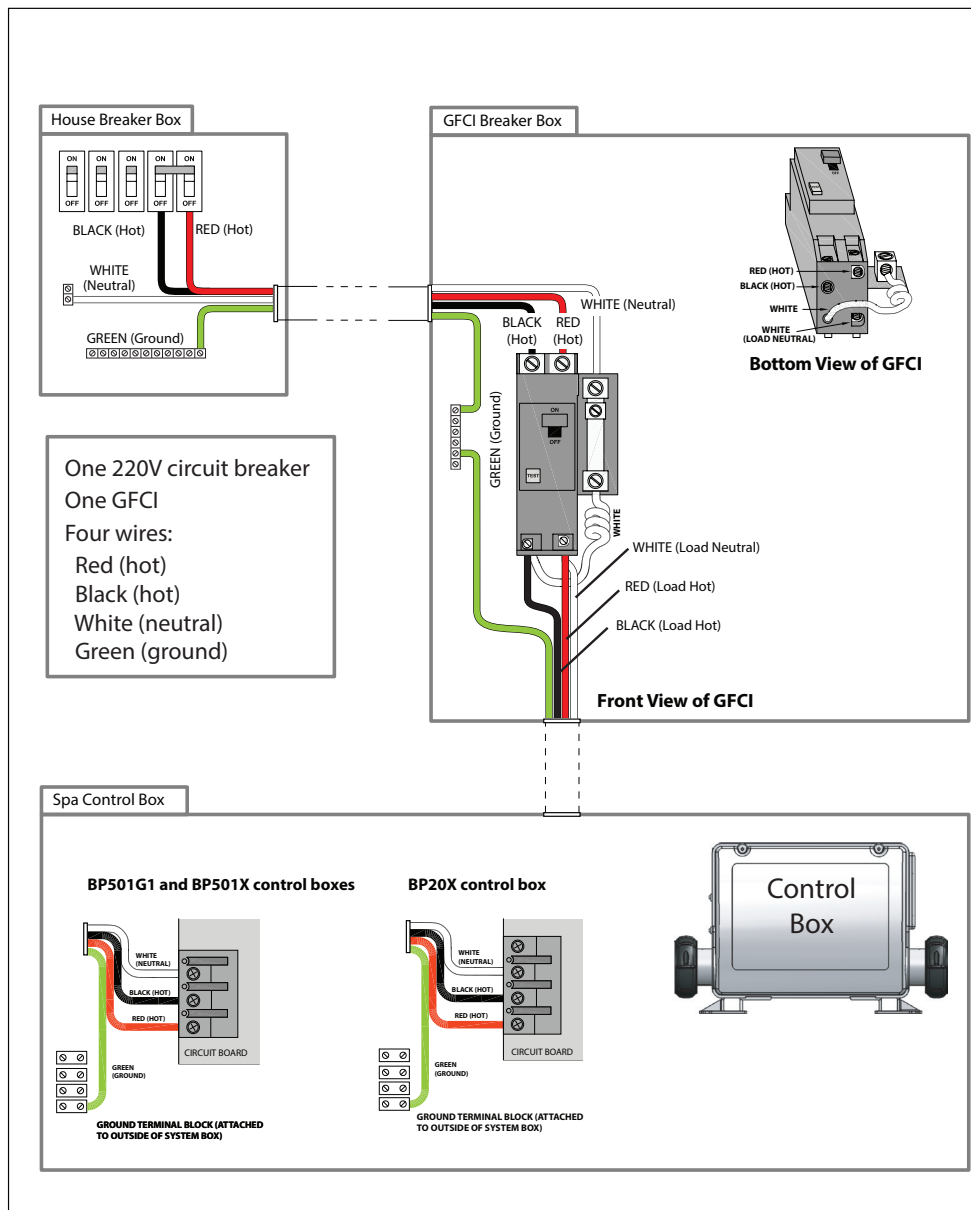 House Breaker Box
ON ON ON ON ON
OFF OFF OFF OFF OFF
BLACK (Hot)
RED (Hot)
WHITE
(Neutral)
GREEN (Ground)
One 220V circuit breaker
One GFCI
Four wires:
Red (hot)
Black (hot)
White (neutral)
Green (ground)
GFCI Breaker Box
WHITE (Neutral)
BLACK
(Hot)
RED
(Hot)
GREEN (Ground)
ON
OFF
TEST
WHITE
WHITE (Load Neutral)
RED (Load Hot)
BLACK (Load Hot)
Front View of GFCI
OFF
RED (HOT)
BLACK (HOT)
WHITE
WHITE
(LOAD NEUTRAL)
Bottom View of GFCI
Spa Control Box
BP501G1 and BP501X control boxes
WHITE
(NEUTRAL)
BLACK (HOT)
RED (HOT)
CIRCUIT BOARD
GREEN
(GROUND)
GROUND TERMINAL BLOCK (ATTACHED
TO OUTSIDE OF SYSTEM BOX)
BP20X control box
WHITE
(NEUTRAL)
BLACK (HOT)
RED (HOT)
CIRCUIT BOARD
GREEN
(GROUND)
GROUND TERMINAL BLOCK (ATTACHED
TO OUTSIDE OF SYSTEM BOX)
Control
Box